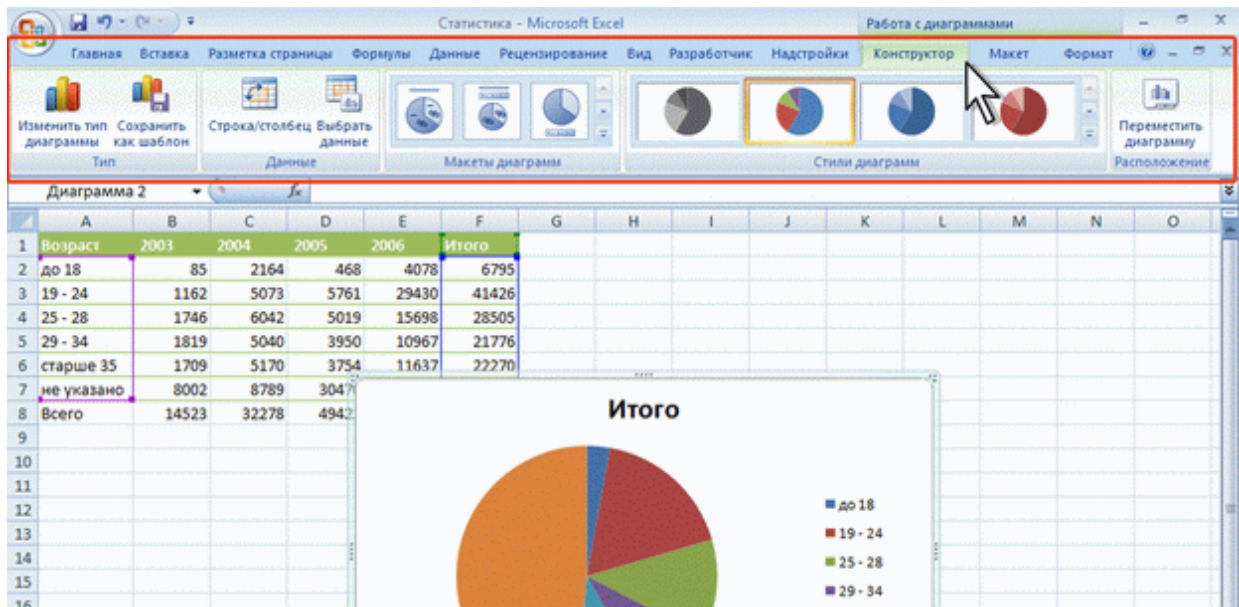 Статистика - Microsoft Excel
Работа с диаграммами
Главная Вставка Разметка страницы Формулы Данные Рецензирование Вид Разработчик Надстройки Конструктор Макет Формат
Изменить тип диаграммы
Сохранить как шаблон
Строка/столбец
Выбрать данные
Переместить диаграмму
Тип Данные Макеты диаграмм Стили диаграмм Расположение
Диаграмма 2 fx
A B C D E F G H I J K L M N O
1 Возраст 2003 2004 2005 2006 Итого
2 до 18 85 2164 468 4078 6795
3 19 - 24 1162 5073 5761 29430 41426
4 25 - 28 1746 6042 5019 15698 28505
5 29 - 34 1819 5040 3950 10967 21776
6 старше 35 1709 5170 3754 11637 22270
7 не указано 8002 8789
8 Всего 14523 32278
9
10
11
12
13
14
15
16
Итого
до 18
19 - 24
25 - 28
29 - 34